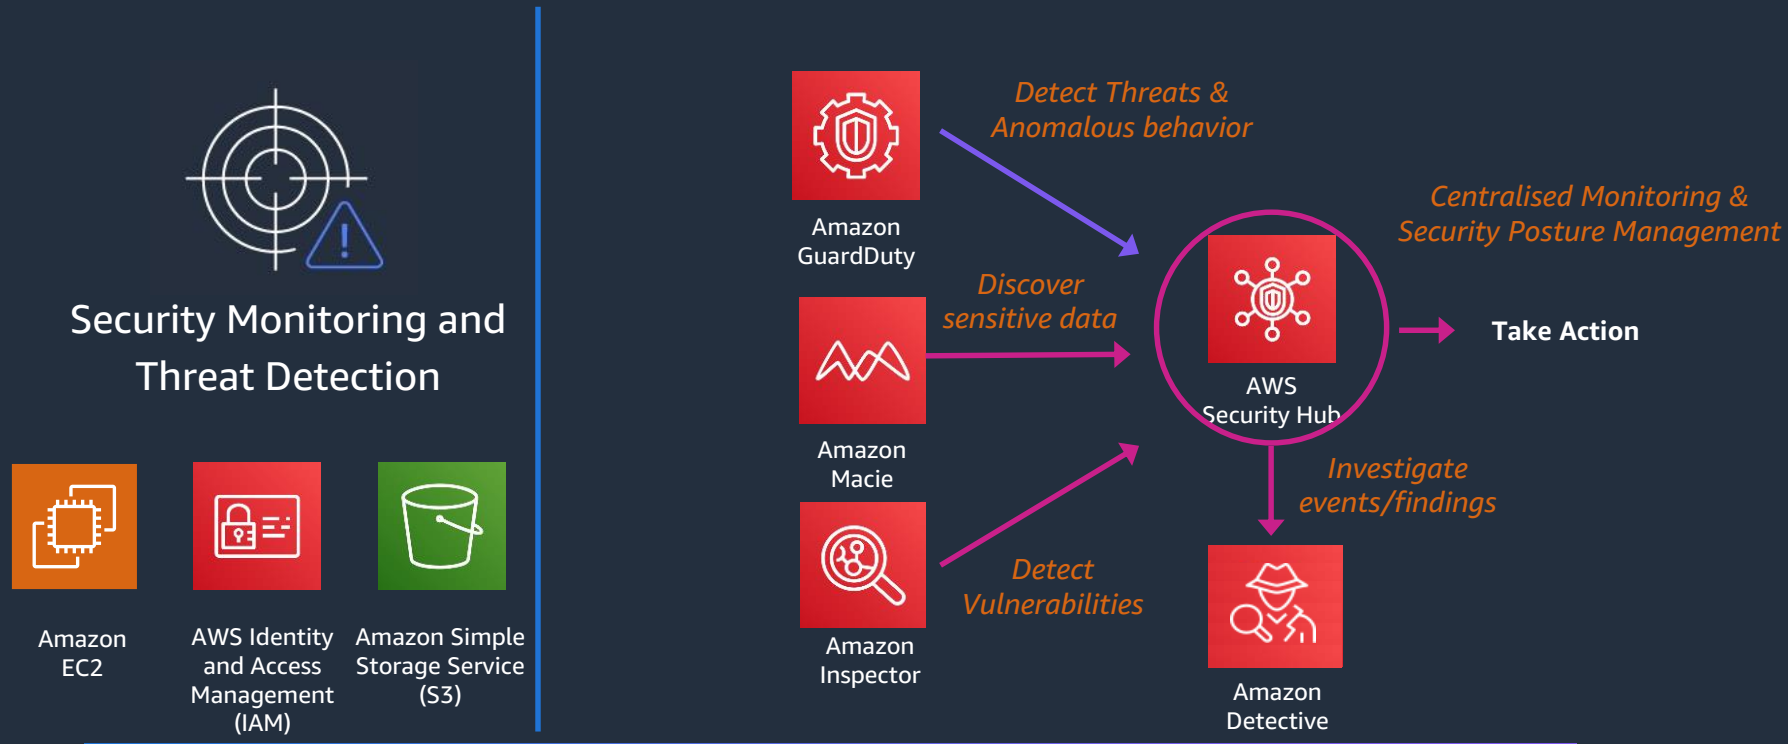 Security Monitoring and
Threat Detection
Amazon
EC2
AWS Identity
and Access
Management
(IAM)
Amazon Simple
Storage Service
(S3)
Amazon
GuardDuty
Detect Threats &
Anomalous behavior
Amazon
Macie
Discover
sensitive data
Amazon
Inspector
Detect
Vulnerabilities
AWS
Security Hub
Centralised Monitoring &
Security Posture Management
Take Action
Investigate
events/findings
Amazon
Detective